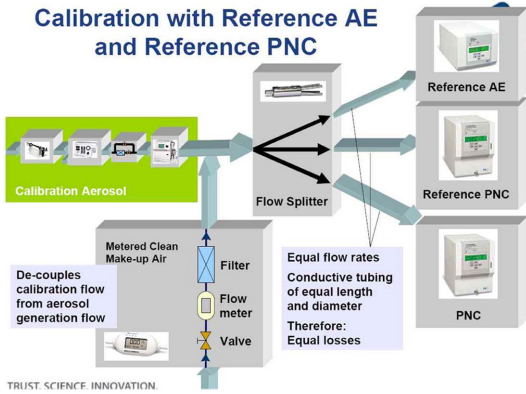 Calibration with Reference AE
and Reference PNC
Reference AE
Calibration Aerosol
Flow Splitter
Reference PNC
Metered Clean
Make-up Air
De-couples
calibration flow
from aerosol
generation flow
Filter
Flow
meter
Valve
Equal flow rates
Conductive tubing
of equal length
and diameter
Therefore:
Equal losses
PNC
TRUST. SCIENCE. INNOVATION.